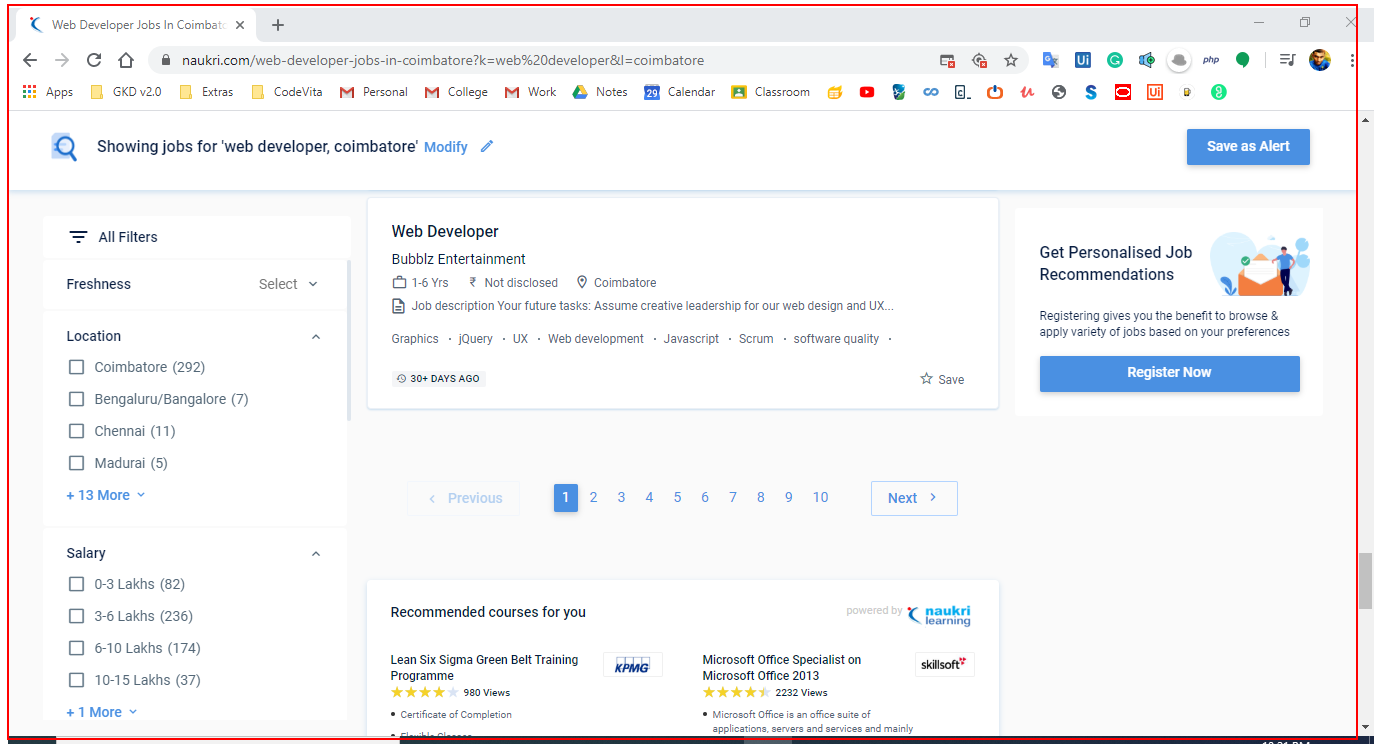 Web Developer Jobs In Coimbat
naukri.com/web-developer-jobs-in-coimbatore?k=web%20developer&l=coimbatore
Ui
php
Apps
GKD v2.0
Extras
CodeVita
Personal
College
Work
Notes
29
Calendar
Classroom
Ui
Showing jobs for 'web developer, coimbatore' Modify
Save as Alert
All Filters
Freshness
Select
Location
Coimbatore (292)
Bengaluru/Bangalore (7)
Chennai (11)
Madurai (5)
+ 13 More
Salary
0-3 Lakhs (82)
3-6 Lakhs (236)
6-10 Lakhs (174)
10-15 Lakhs (37)
+ 1 More
Web Developer
Bubblz Entertainment
1-6 Yrs ₹ Not disclosed Coimbatore
Job description Your future tasks: Assume creative leadership for our web design and UX...
Graphics · jQuery · UX · Web development · Javascript · Scrum · software quality ·
30+ DAYS AGO
Save
Previous 1 2 3 4 5 6 7 8 9 10 Next
Get Personalised Job
Recommendations
Registering gives you the benefit to browse &
apply variety of jobs based on your preferences
Register Now
Recommended courses for you
powered by naukri
learning
Lean Six Sigma Green Belt Training
Programme
KPMG
980 Views
• Certificate of Completion
Microsoft Office Specialist on
Microsoft Office 2013
skillsoft
2232 Views
• Microsoft Office is an office suite of
applications, servers and services and mainly